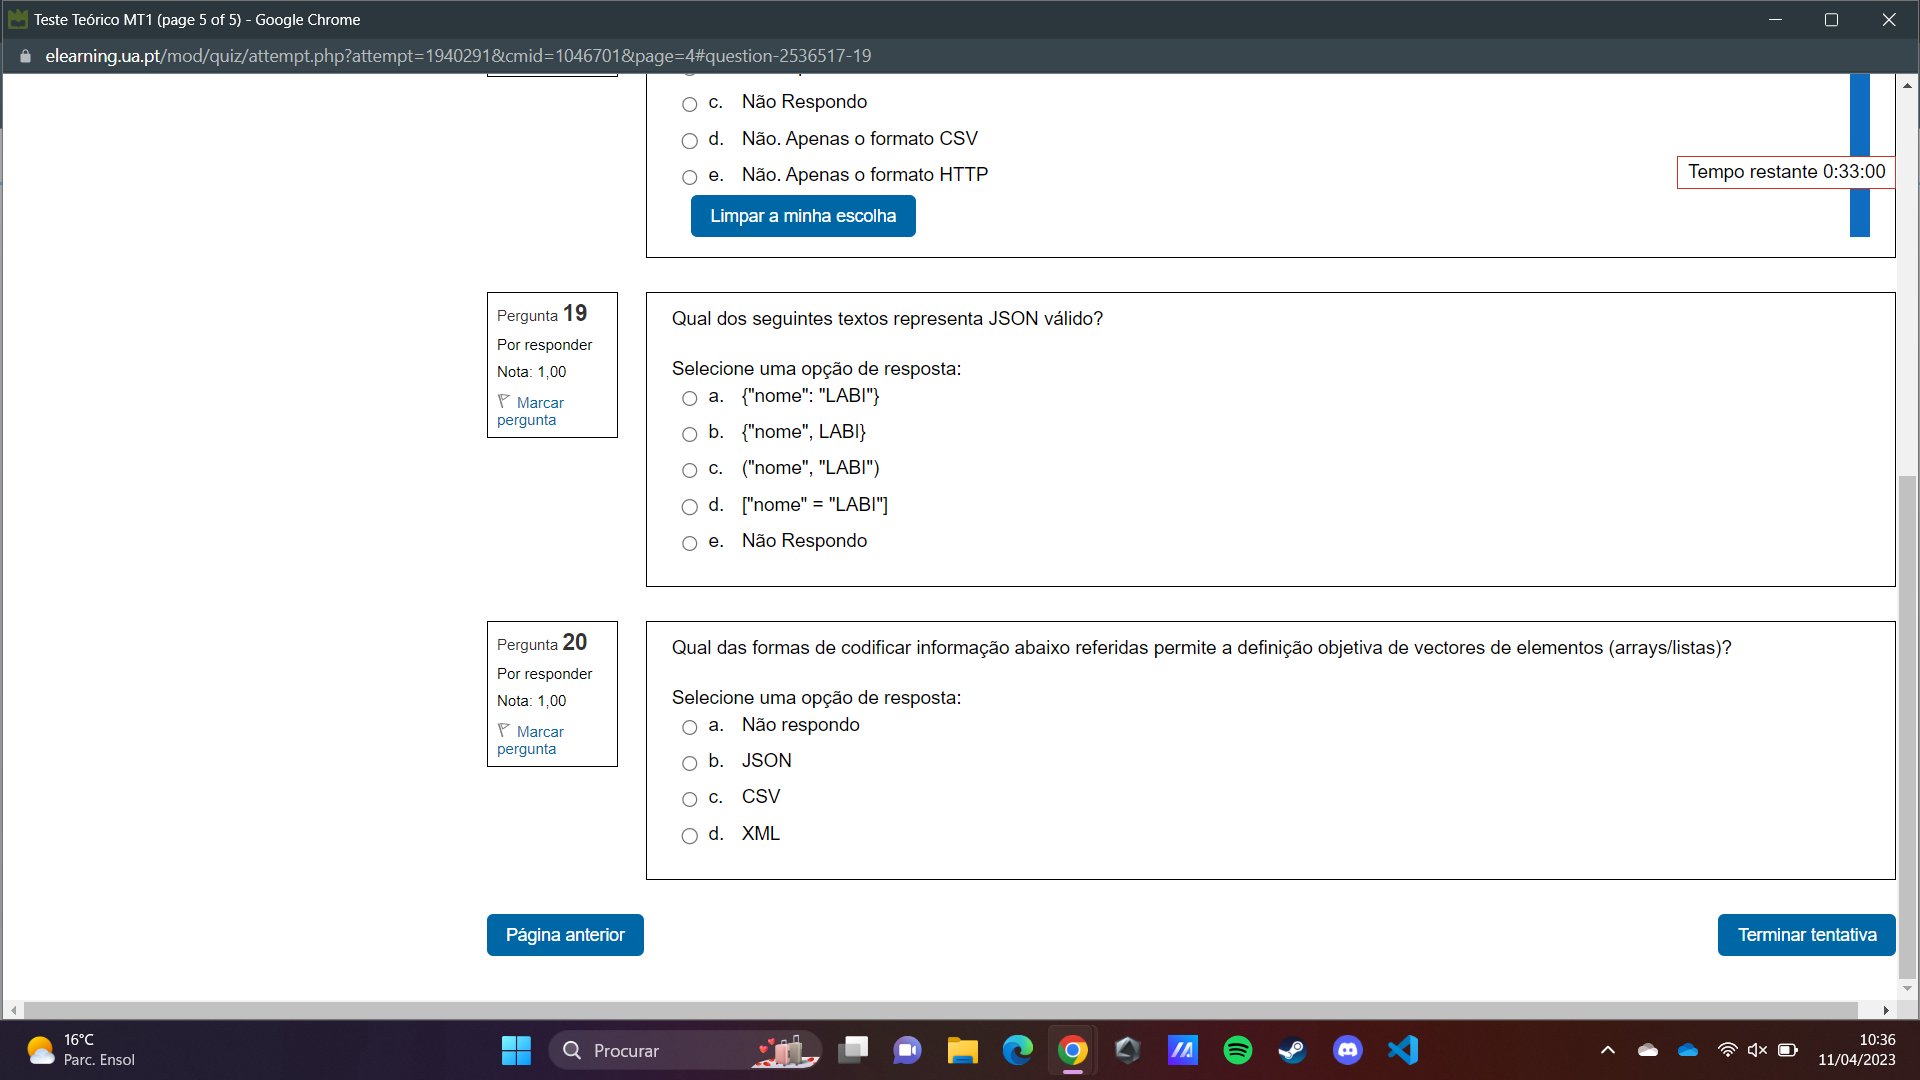 Teste Teórico MT1 (page 5 of 5) - Google Chrome
elearning.ua.pt/mod/quiz/attempt.php?attempt=1940291&cmid=1046701&page=4#question-2536517-19
c. Não Respondo
d. Não. Apenas o formato CSV
e. Não. Apenas o formato HTTP
Tempo restante 0:33:00
Limpar a minha escolha
Pergunta 19
Por responder
Nota: 1,00
Marcar
pergunta
Qual dos seguintes textos representa JSON válido?
Selecione uma opção de resposta:
a. {"nome": "LABI"}
b. {"nome", LABI}
c. ("nome", "LABI")
d. ["nome" = "LABI"]
e. Não Respondo
Pergunta 20
Por responder
Nota: 1,00
Marcar
pergunta
Qual das formas de codificar informação abaixo referidas permite a definição objetiva de vectores de elementos (arrays/listas)?
Selecione uma opção de resposta:
a. Não respondo
b. JSON
c. CSV
d. XML
Página anterior
Terminar tentativa
16°C
Parc. Ensol
Procurar
10:36
11/04/2023